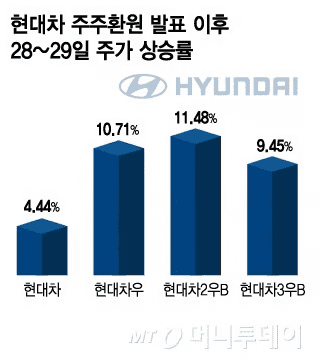 현대차 주주환원 발표 이후
28~29일 주가 상승률
HYUNDAI
11.48%
10.71%
9.45%
4.44%
현대차
현대차우
현대차2우B
현대차3우B
MT 머니투데이